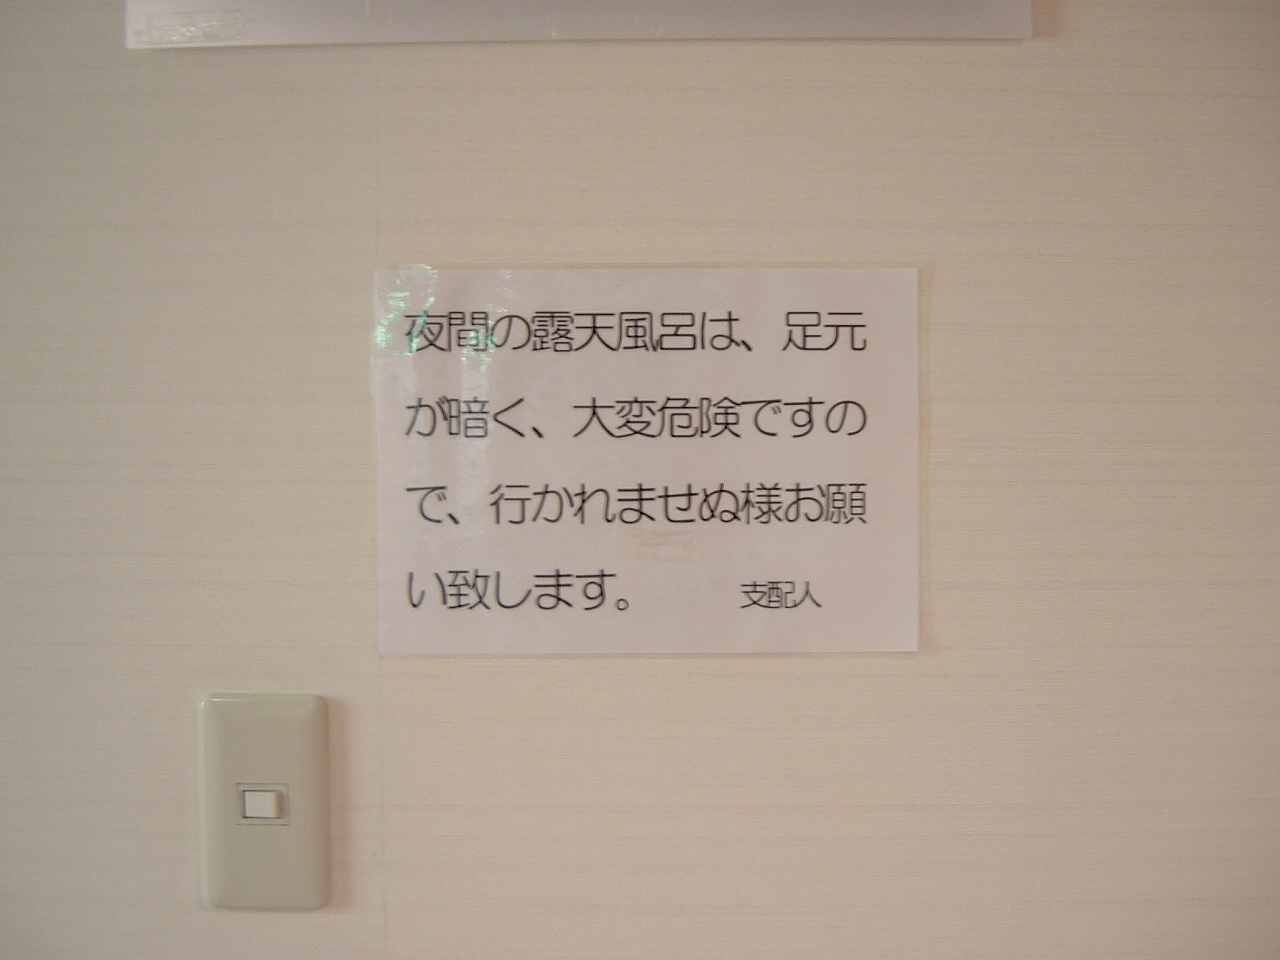 夜間の露天風呂は、足元
が暗く、大変危険ですの
で、行かれませぬ様お願
い致します。　　支配人